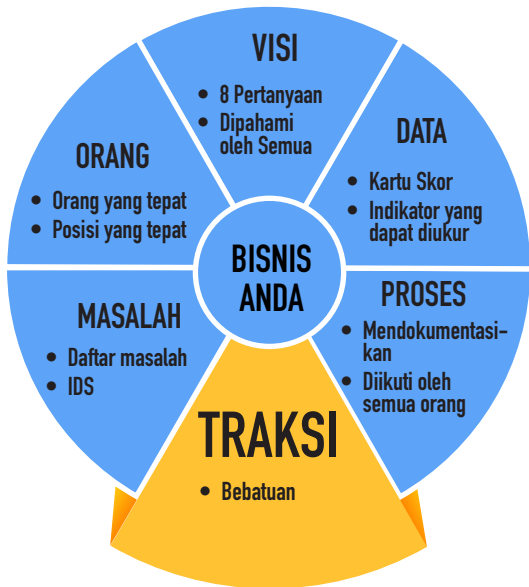 VISI
• 8 Pertanyaan
• Dipahami
oleh Semua
DATA
• Kartu Skor
• Indikator yang
dapat diukur
PROSES
• Mendokumentasi-
kan
• Diikuti oleh
semua orang
TRAKSI
• Bebatuan
MASALAH
• Daftar masalah
• IDS
ORANG
• Orang yang tepat
• Posisi yang tepat
BISNIS
ANDA